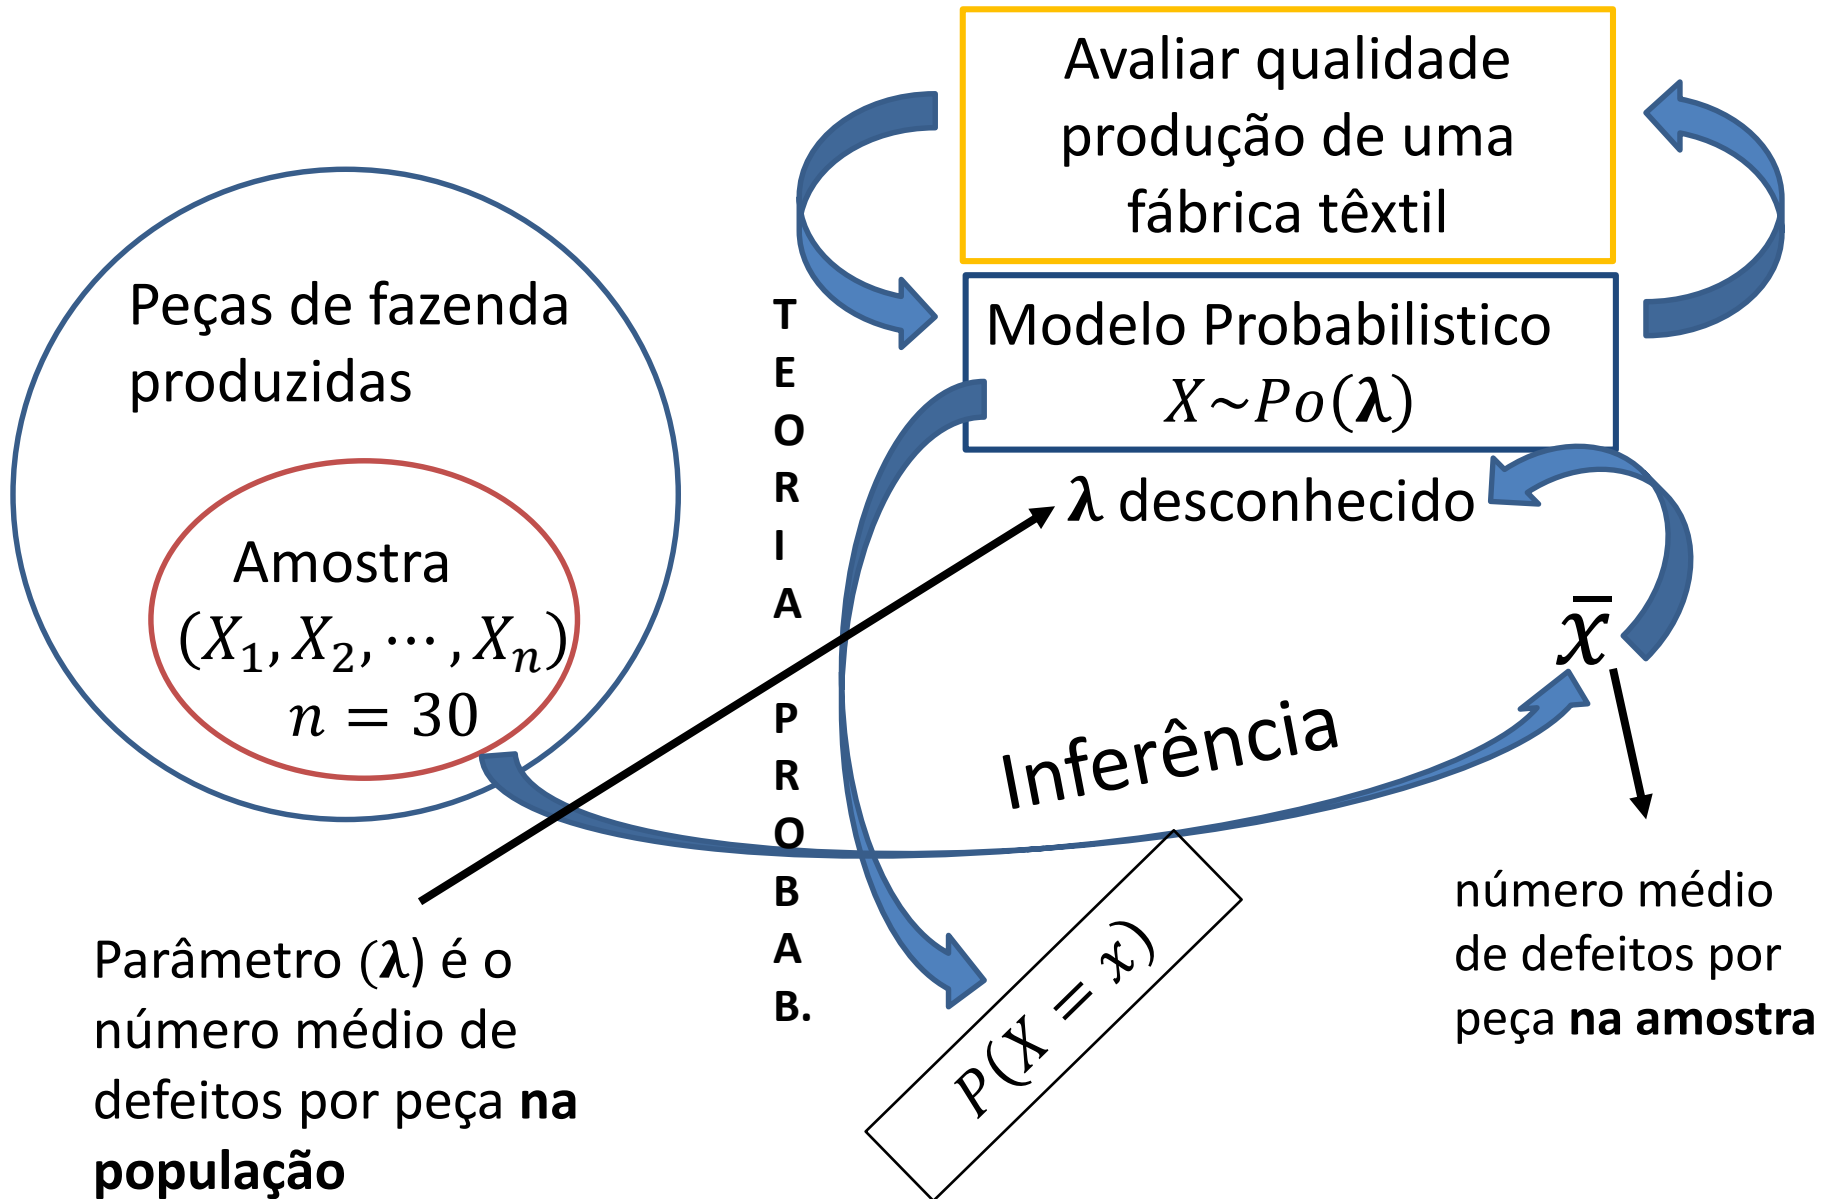 Avaliar qualidade
produção de uma
fábrica têxtil
Peças de fazenda
produzidas
Amostra
(X₁, X₂, ⋯ , Xₙ)
n = 30
T
E
O
R
I
A
P
R
O
B
A
B.
Modelo Probabilistico
X~Po(λ)
λ desconhecido
x̅
Inferência
P(X = x)
Parâmetro (λ) é o
número médio de
defeitos por peça na
população
número médio
de defeitos por
peça na amostra